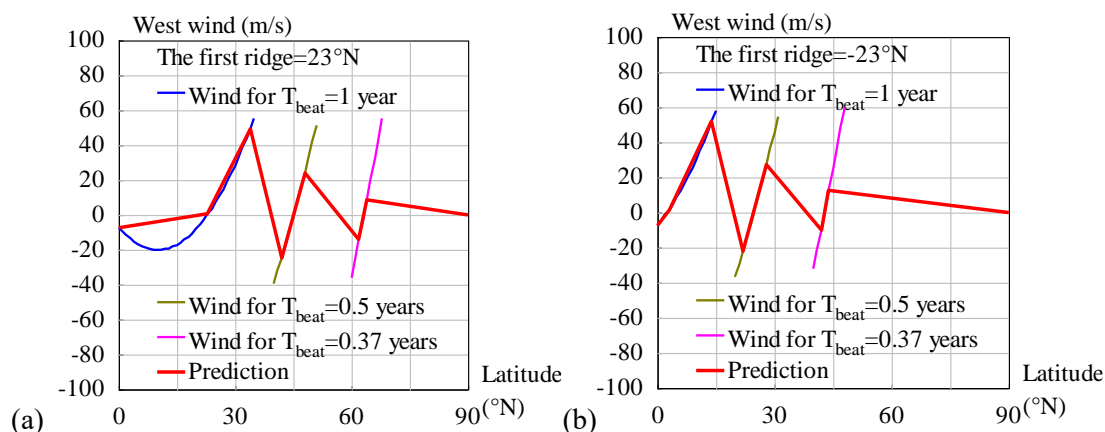 West wind (m/s)
100
80
60
40
20
0
-20
-40
-60
-80
-100
The first ridge=23°N
Wind for Tbeat=1 year
Wind for Tbeat=0.5 years
Wind for Tbeat=0.37 years
Prediction
Latitude
(°N)
0 30 60 90
(a)
West wind (m/s)
100
80
60
40
20
0
-20
-40
-60
-80
-100
The first ridge=-23°N
Wind for Tbeat=1 year
Wind for Tbeat=0.5 years
Wind for Tbeat=0.37 years
Prediction
Latitude
(°N)
0 30 60 90
(b)